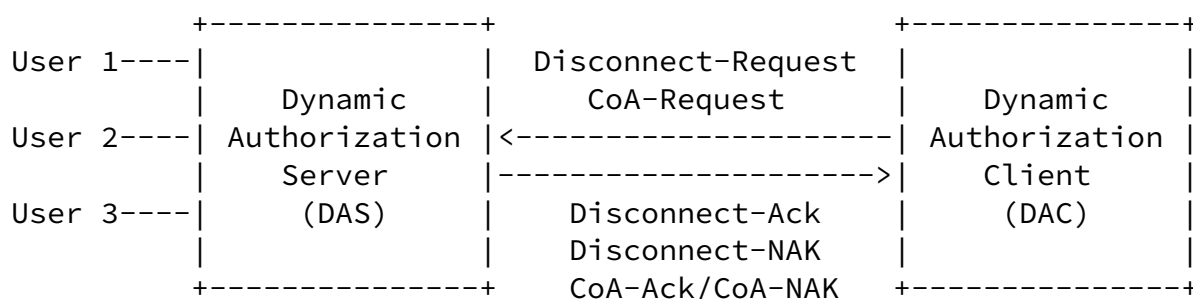 +---------------+                       +---------------+
User 1----|               |  Disconnect-Request   |               |
          |    Dynamic    |     CoA-Request       |    Dynamic    |
User 2----| Authorization |<---------------------| Authorization |
          |    Server     |--------------------->|    Client     |
User 3----|     (DAS)     |    Disconnect-Ack     |     (DAC)     |
          |               |    Disconnect-NAK     |               |
          +---------------+    CoA-Ack/CoA-NAK    +---------------+